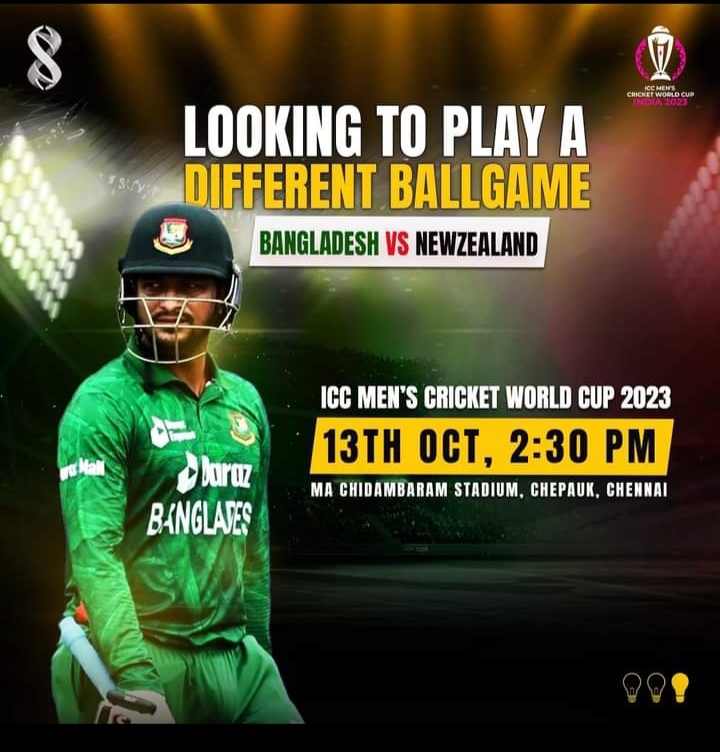 ICC MEN'S
CRICKET WORLD CUP
INDIA 2023
LOOKING TO PLAY A
DIFFERENT BALLGAME
BANGLADESH VS NEWZEALAND
ICC MEN'S CRICKET WORLD CUP 2023
13TH OCT, 2:30 PM
MA CHIDAMBARAM STADIUM, CHEPAUK, CHENNAI
Mall
Daraz
BANGLADES